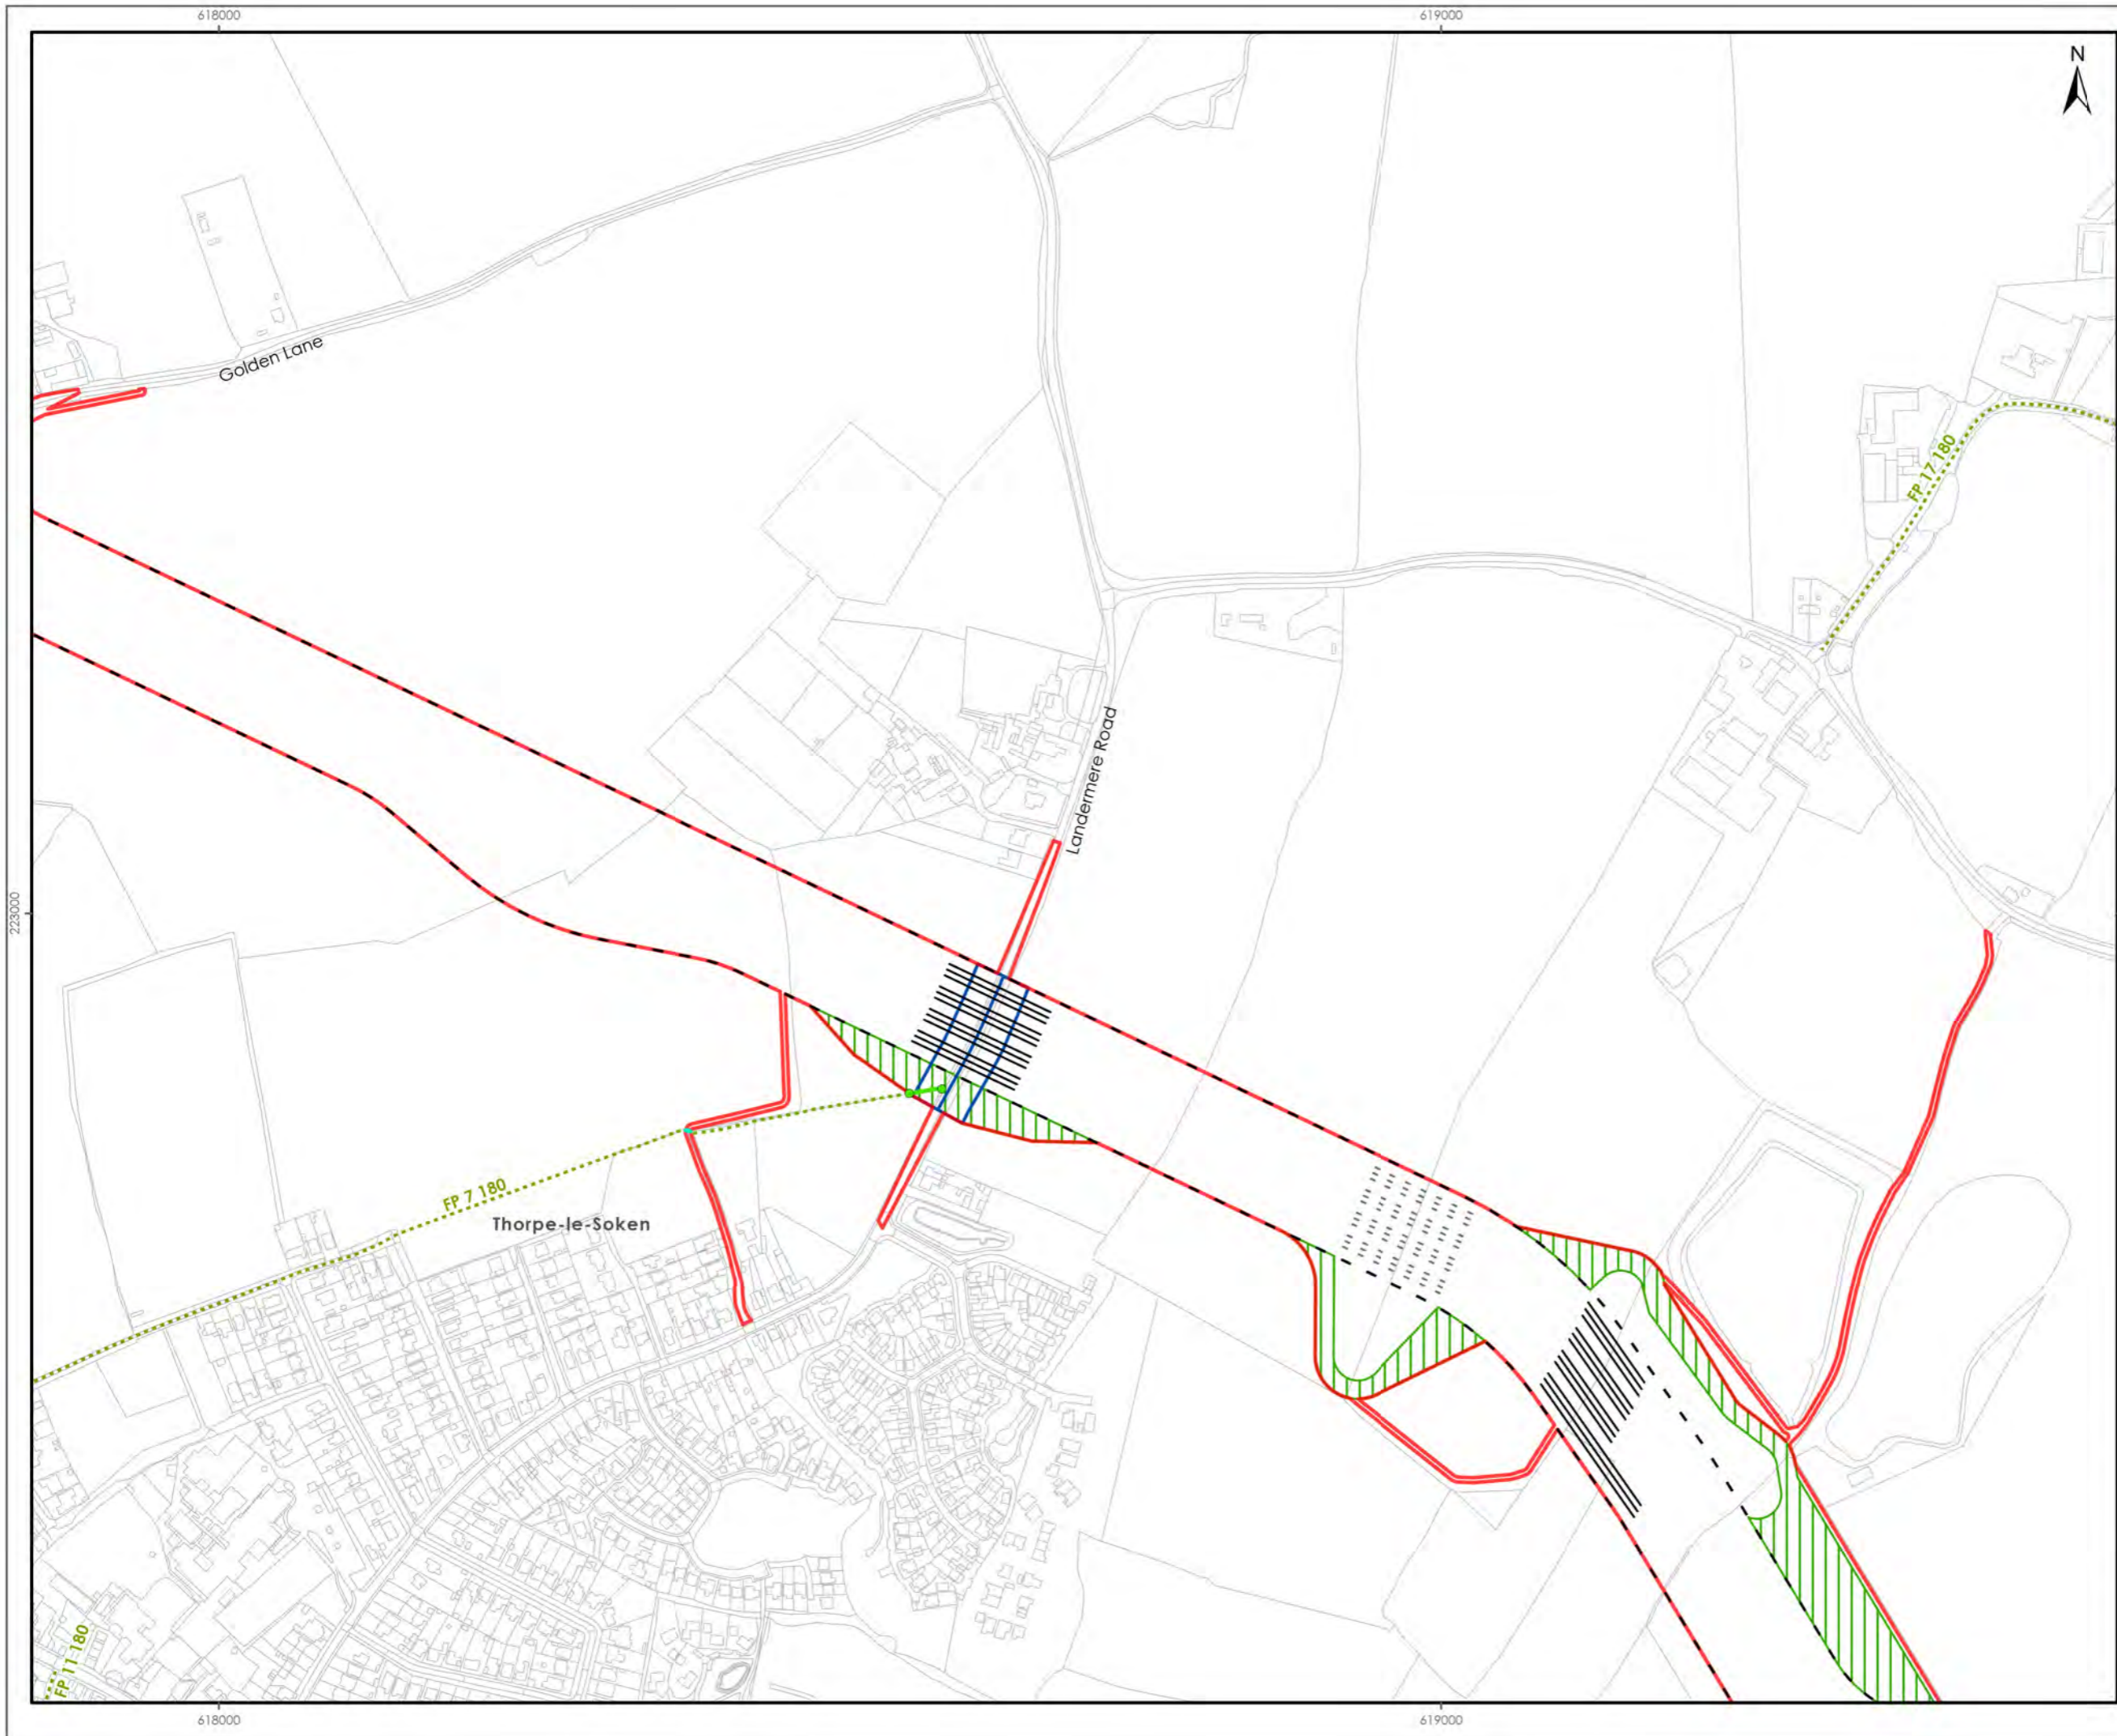 618000
619000
N
Golden Lane
FP 17 180
Landermere Road
223000
FP 7 180
Thorpe-le-Soken
FP 11 180
618000
619000